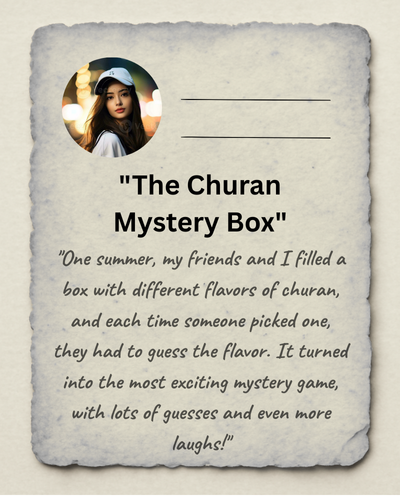 "The Churan
Mystery Box"
"One summer, my friends and I filled a
box with different flavors of churan,
and each time someone picked one,
they had to guess the flavor. It turned
into the most exciting mystery game,
with lots of guesses and even more
laughs!"